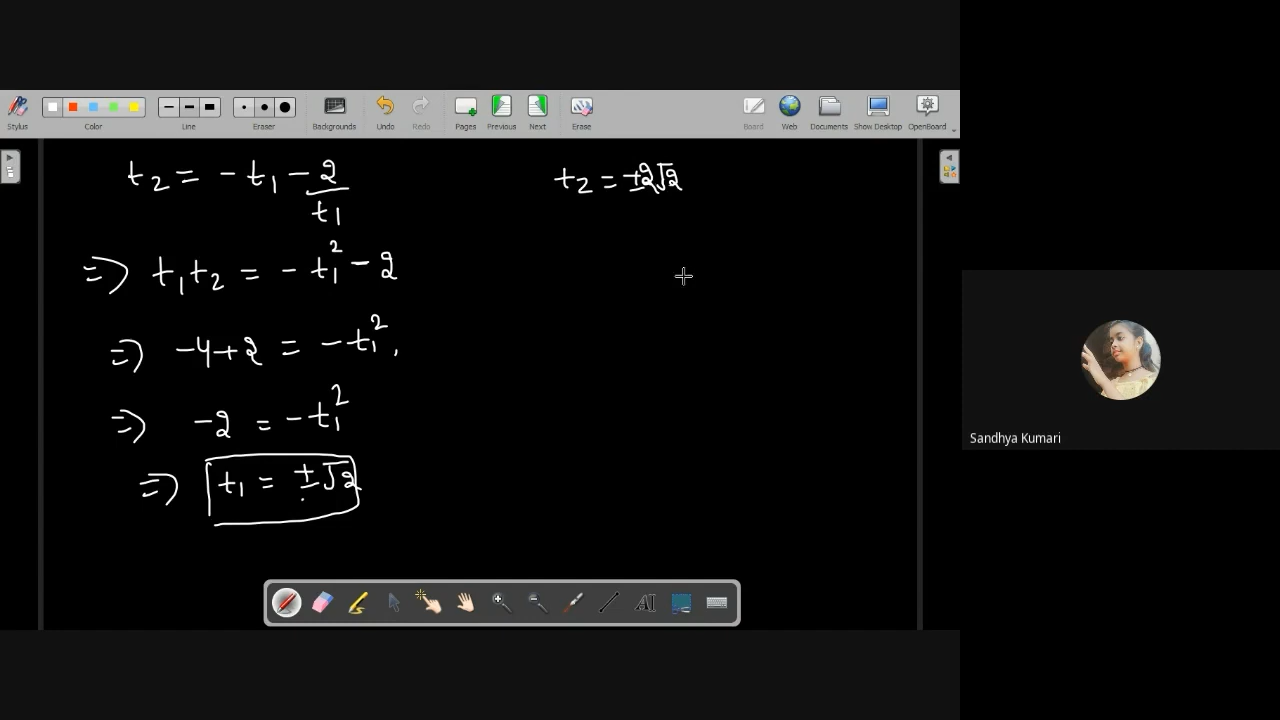 Stylus
Color
Line
Eraser
Backgrounds
Undo
Redo
Pages
Previous
Next
Erase
Board
Web
Documents
Show Desktop
OpenBoard
t₂ = -t₁ - 2/t₁
⇒ t₁t₂ = -t₁² - 2
⇒ -4+2 = -t₁².
⇒ -2 = -t₁²
⇒ t₁ = ±√2
t₂ = ±2√2
AI
Sandhya Kumari